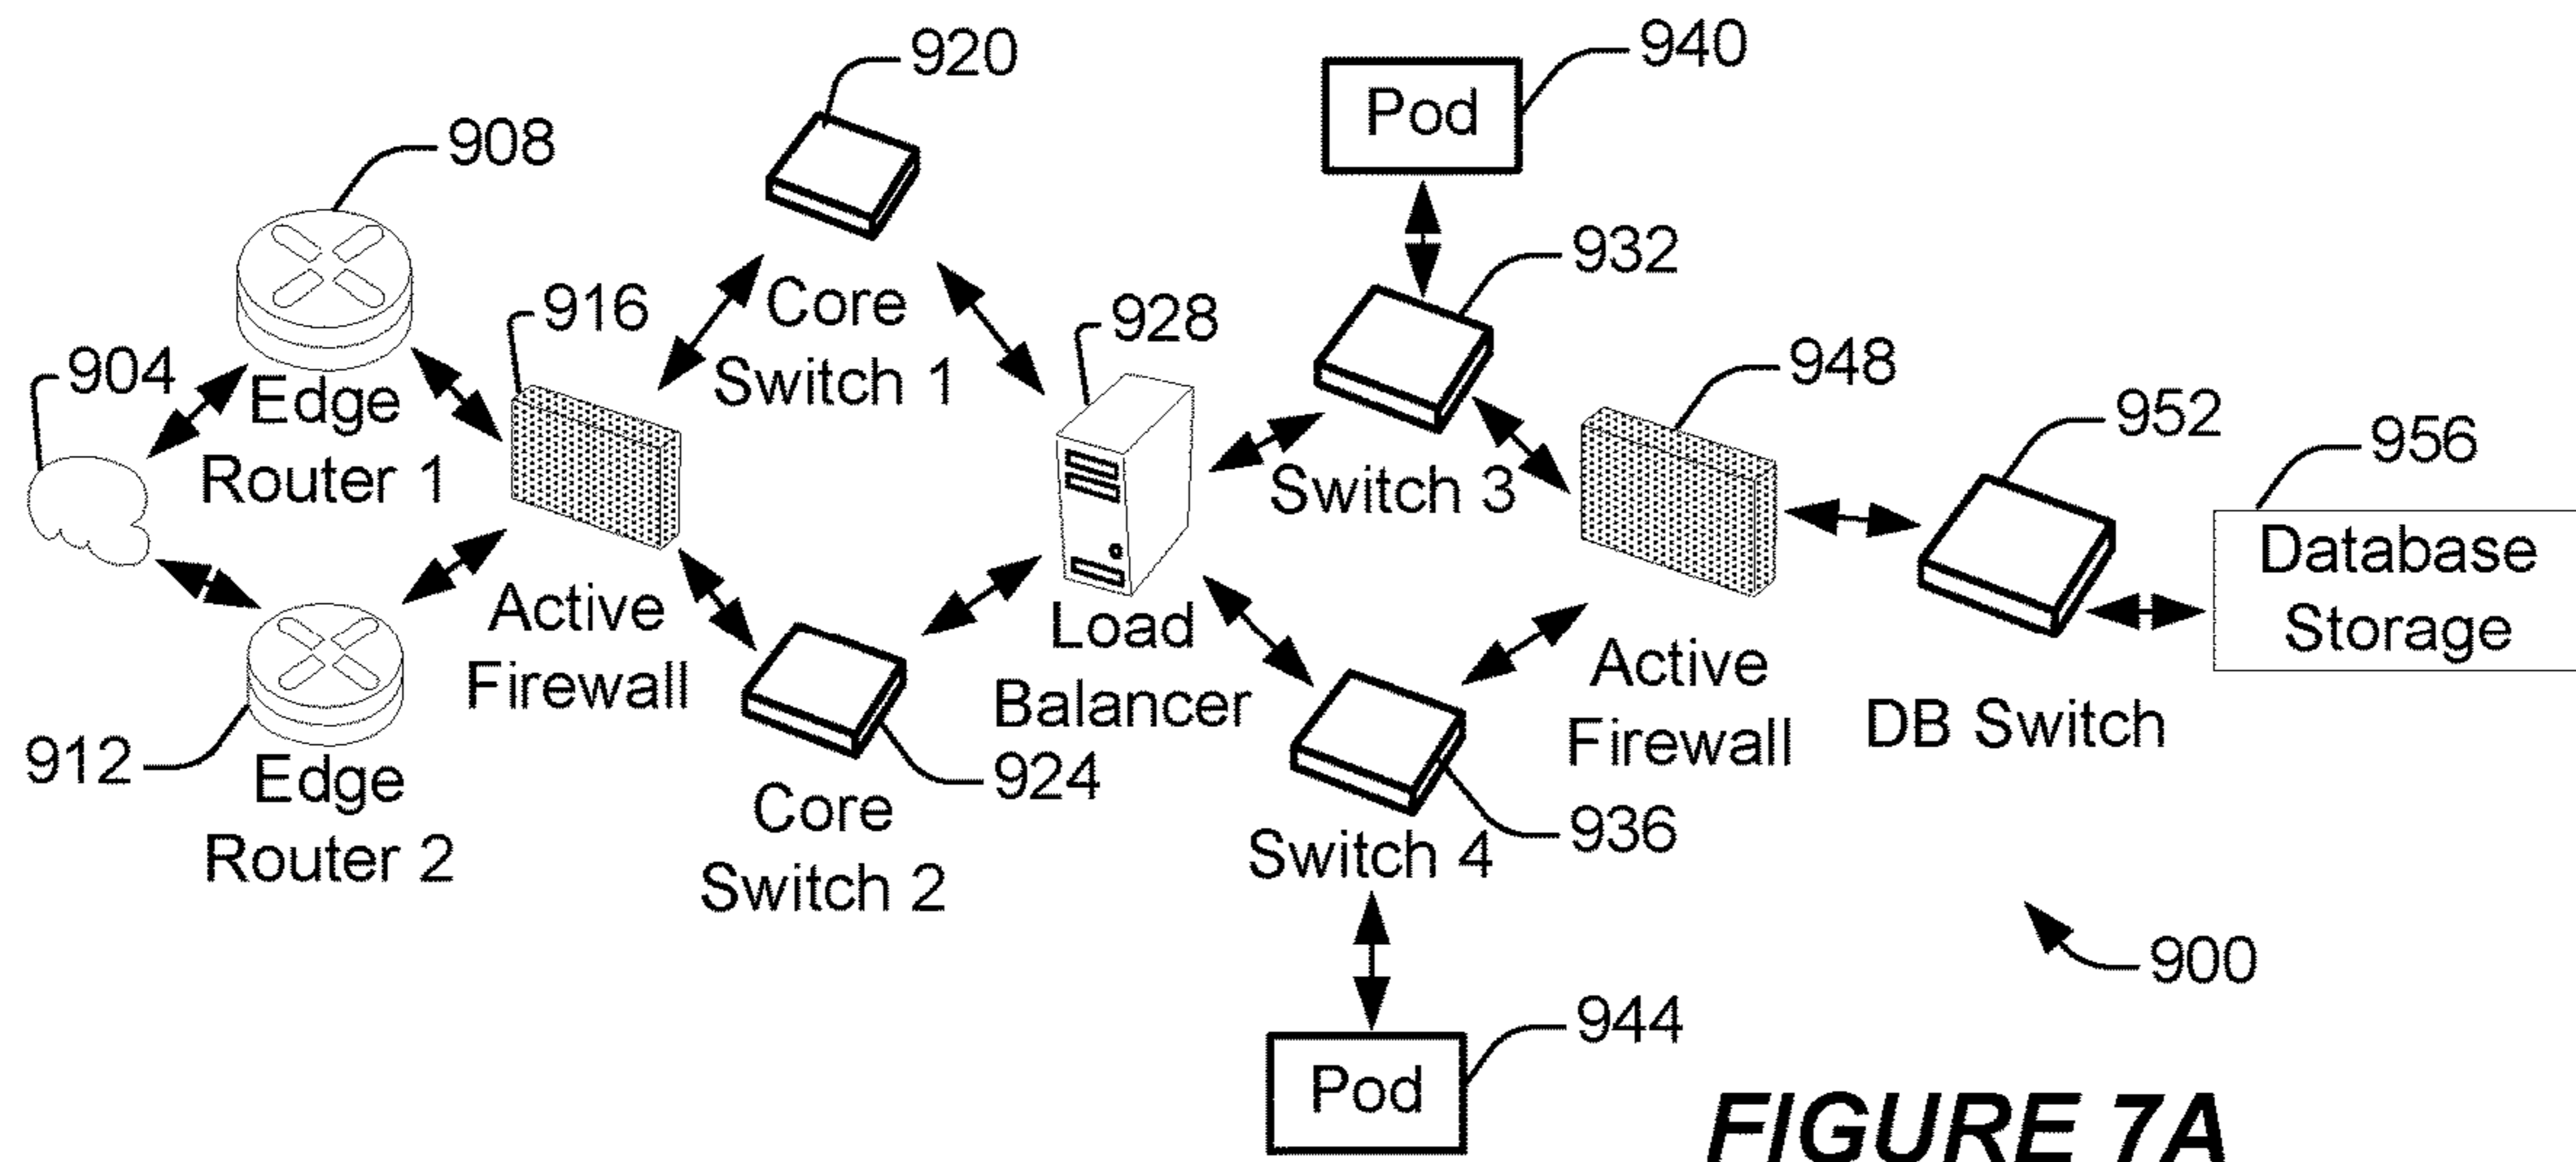 920
940
Pod
908
932
916
Core
Switch 1
928
948
904
Edge
Router 1
952
956
Switch 3
Database
Storage
Active
Firewall
Load
Balancer
Active
Firewall
DB Switch
912
Edge
Router 2
924
Core
Switch 2
936
Switch 4
900
944
Pod
FIGURE 7A